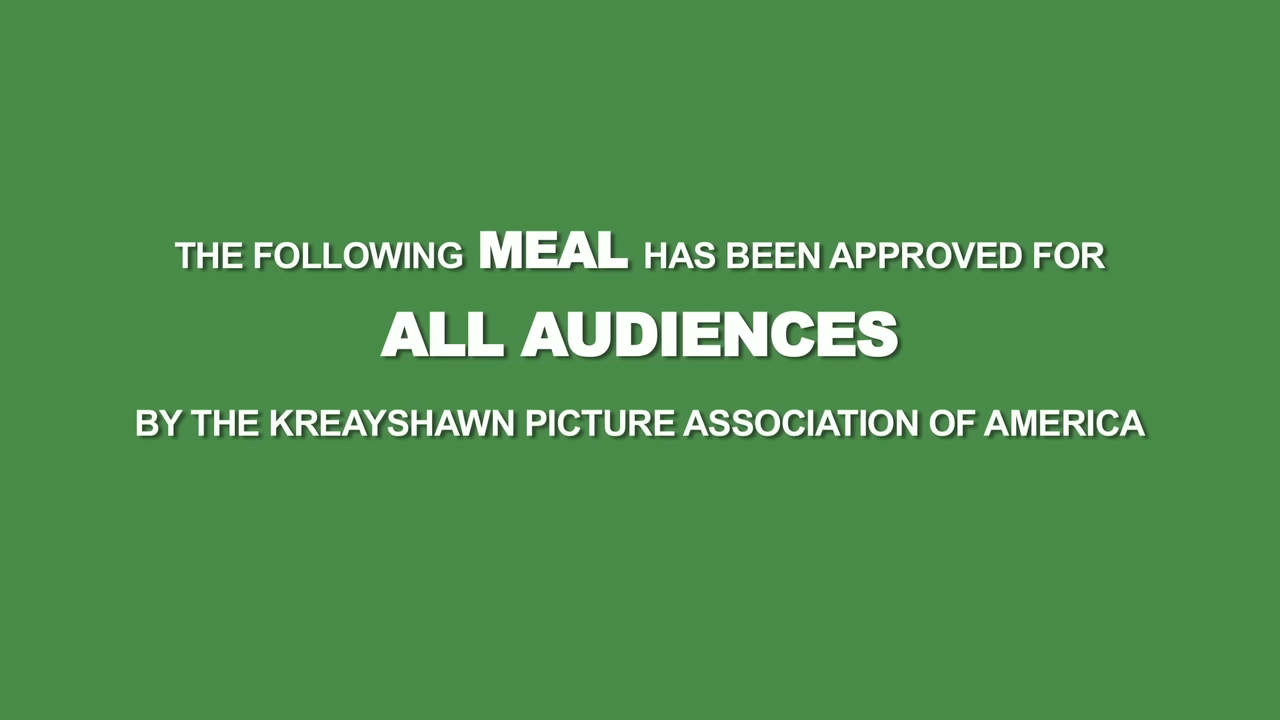 THE FOLLOWING MEAL HAS BEEN APPROVED FOR
ALL AUDIENCES
BY THE KREAYSHAWN PICTURE ASSOCIATION OF AMERICA